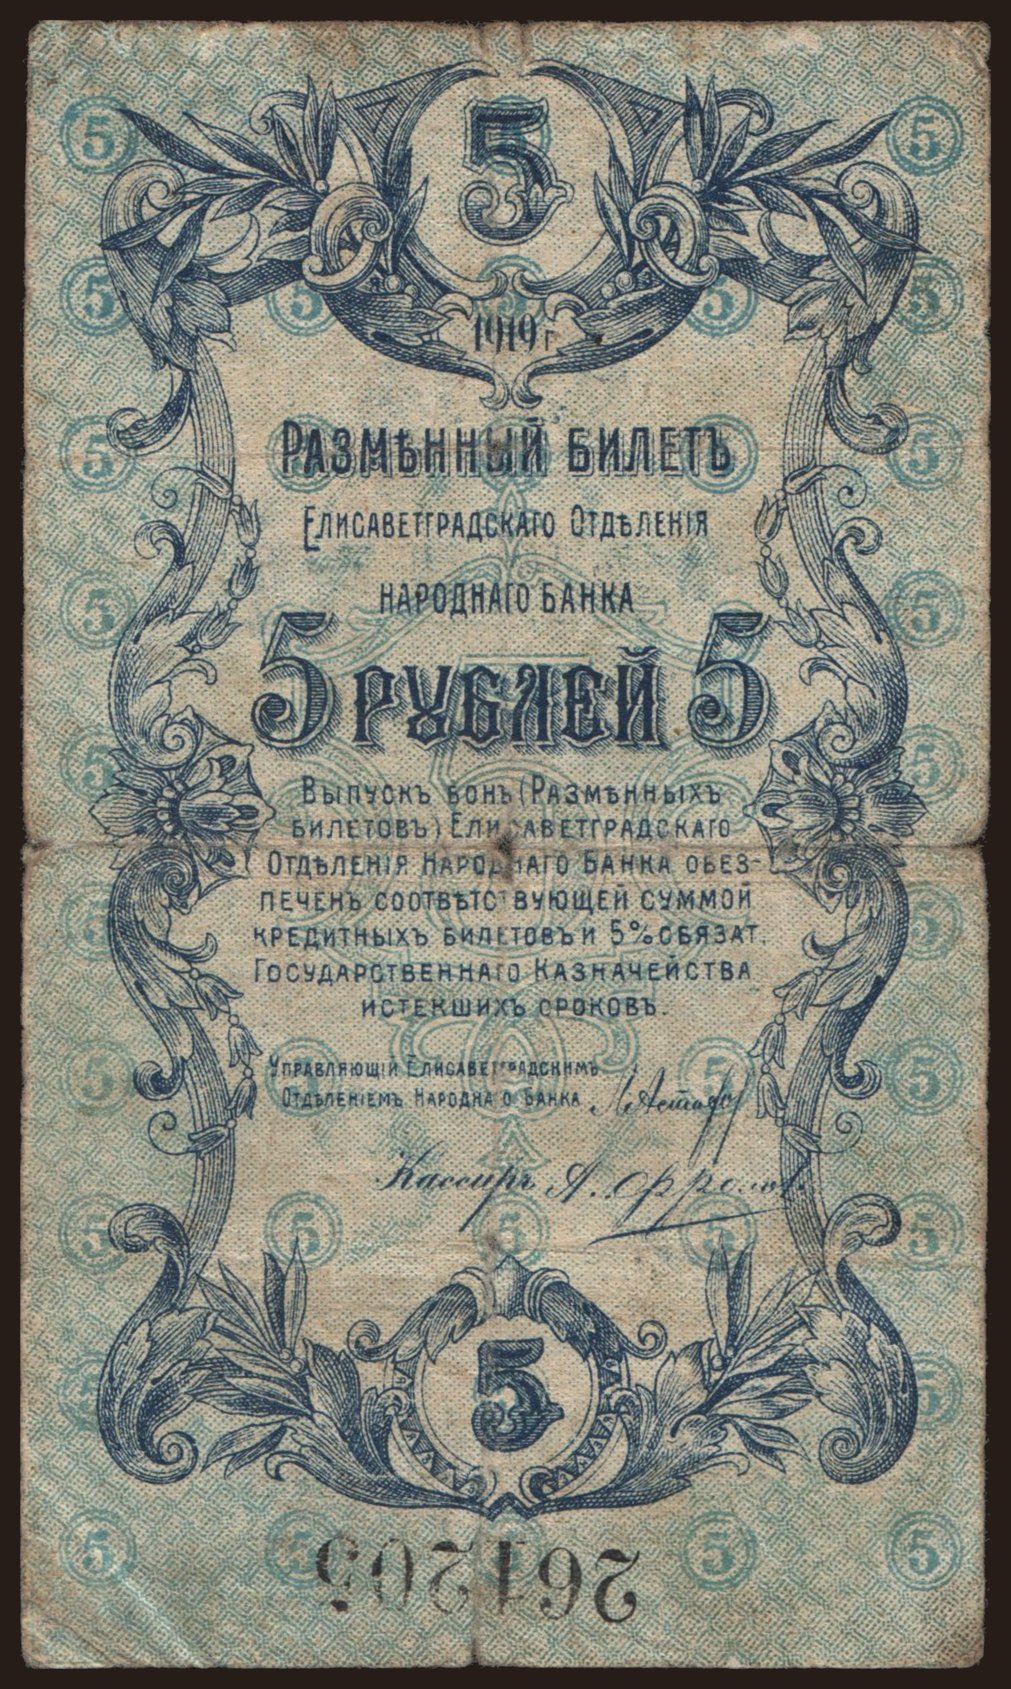 5
1919 г
РАЗМѢННЫЙ БИЛЕТЪ
ЕЛИСАВЕТГРАДСКАГО ОТДѢЛЕНІЯ
НАРОДНАГО БАНКА
5 РУБЛЕЙ 5
ВЫПУСКЪ БОНЪ (РАЗМѢННЫХЪ
БИЛЕТОВЪ) ЕЛИСАВЕТГРАДСКАГО
ОТДѢЛЕНІЯ НАРОДНАГО БАНКА ОБЕЗ-
ПЕЧЕНЪ СООТВѢТСТВУЮЩЕЙ СУММОЙ
КРЕДИТНЫХЪ БИЛЕТОВЪ И 5% ОБЯЗАТ.
ГОСУДАРСТВЕННАГО КАЗНАЧЕЙСТВА
ИСТЕКШИХЪ СРОКОВЪ.
УПРАВЛЯЮЩІЙ ЕЛИСАВЕТГРАДСКИМЪ
ОТДѢЛЕНІЕМЪ НАРОДНАГО БАНКА
Кассиръ
5
261205